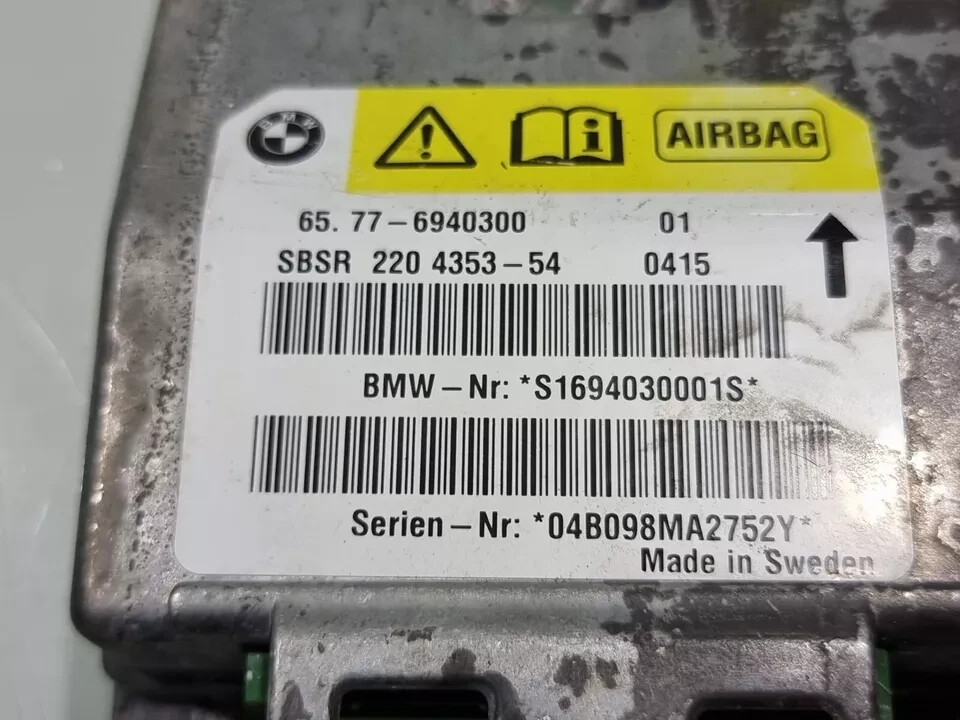 BMW
AIRBAG
65. 77-6940300 01
SBSR 220 4353-54 0415
BMW-Nr: *S1694030001S*
Serien-Nr: *04B098MA2752Y*
Made in Sweden